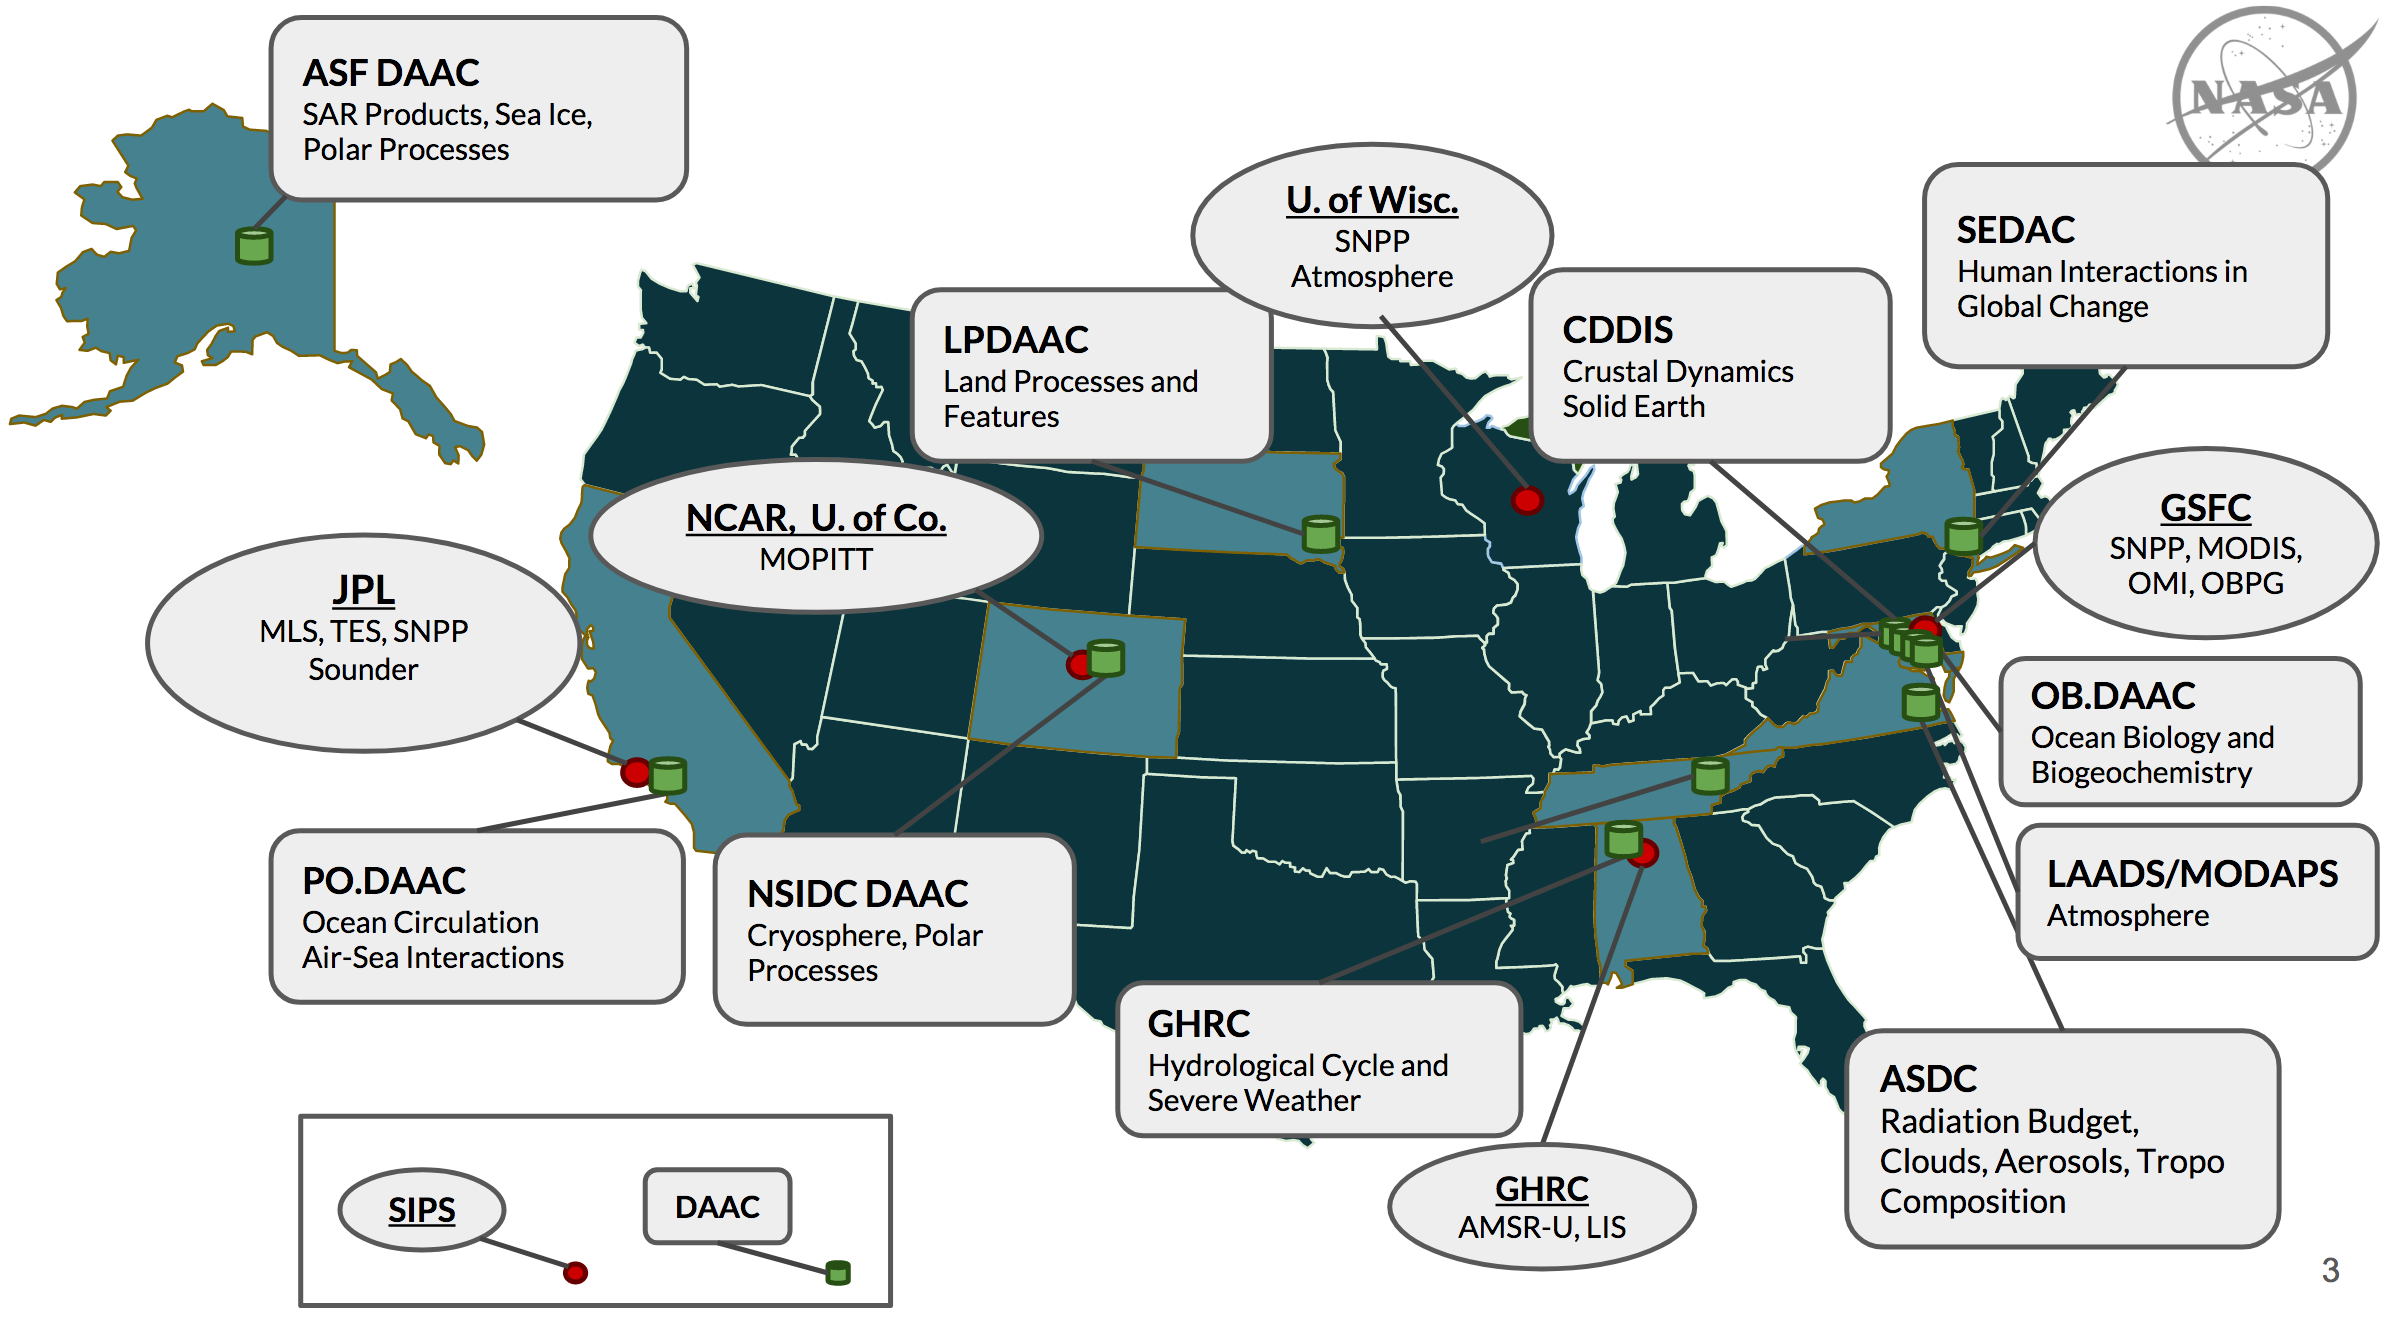 ASF DAAC
SAR Products, Sea Ice,
Polar Processes
NASA
U. of Wisc.
SNPP
Atmosphere
SEDAC
Human Interactions in
Global Change
LPDAAC
Land Processes and
Features
CDDIS
Crustal Dynamics
Solid Earth
NCAR, U. of Co.
MOPITT
GSFC
SNPP, MODIS,
OMI, OBPG
JPL
MLS, TES, SNPP
Sounder
OB.DAAC
Ocean Biology and
Biogeochemistry
PO.DAAC
Ocean Circulation
Air-Sea Interactions
NSIDC DAAC
Cryosphere, Polar
Processes
LAADS/MODAPS
Atmosphere
GHRC
Hydrological Cycle and
Severe Weather
ASDC
Radiation Budget,
Clouds, Aerosols, Tropo
Composition
GHRC
AMSR-U, LIS
SIPS
DAAC
3